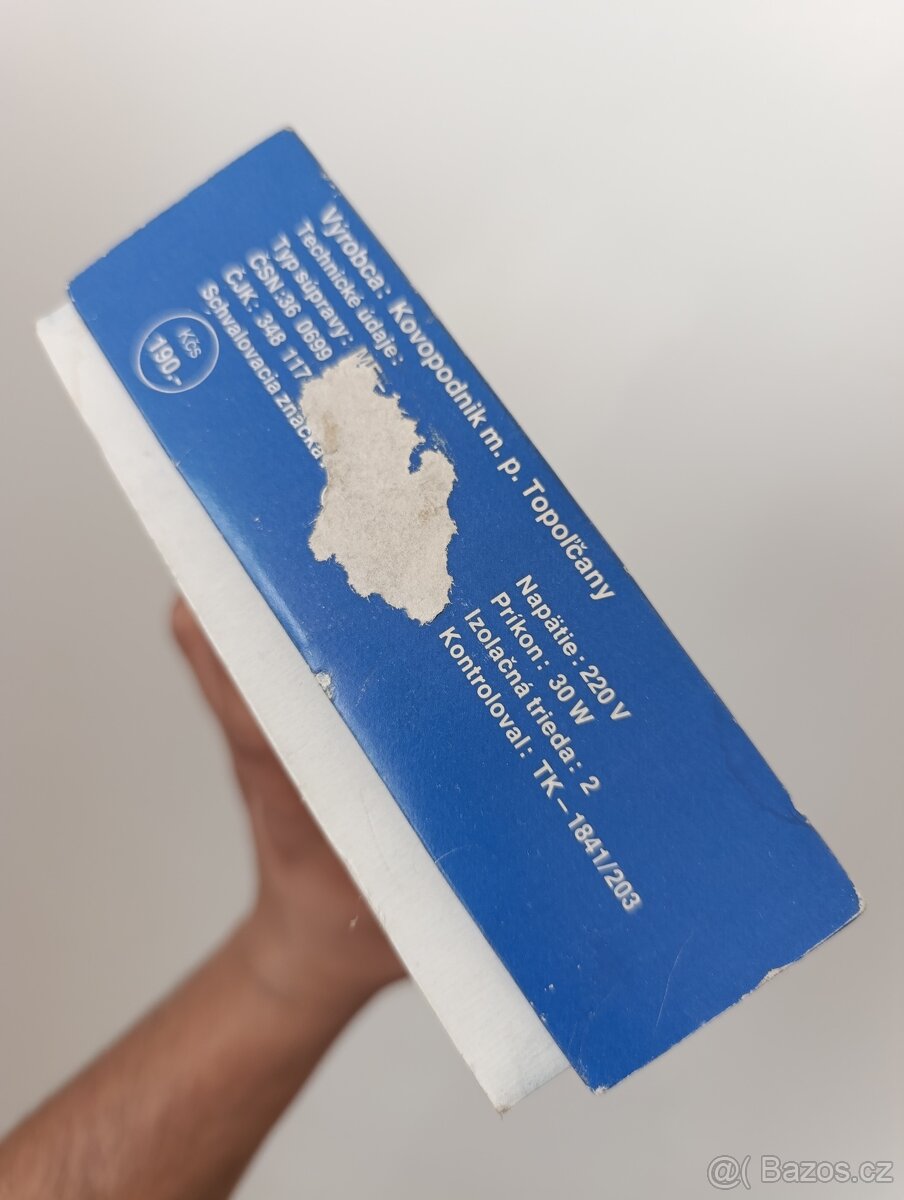 Výrobca: Kovopodnik m. p. Topoľčany
Technické údaje:
Typ súpravy:
ČSN: 36 0699
ČJK: 348 117
Schvalovacia značka
Napätie: 220 V
Príkon: 30 W
Izolačná trieda: 2
Kontroloval: TK – 1841/203
Kčs
190,-
@( Bazos.cz